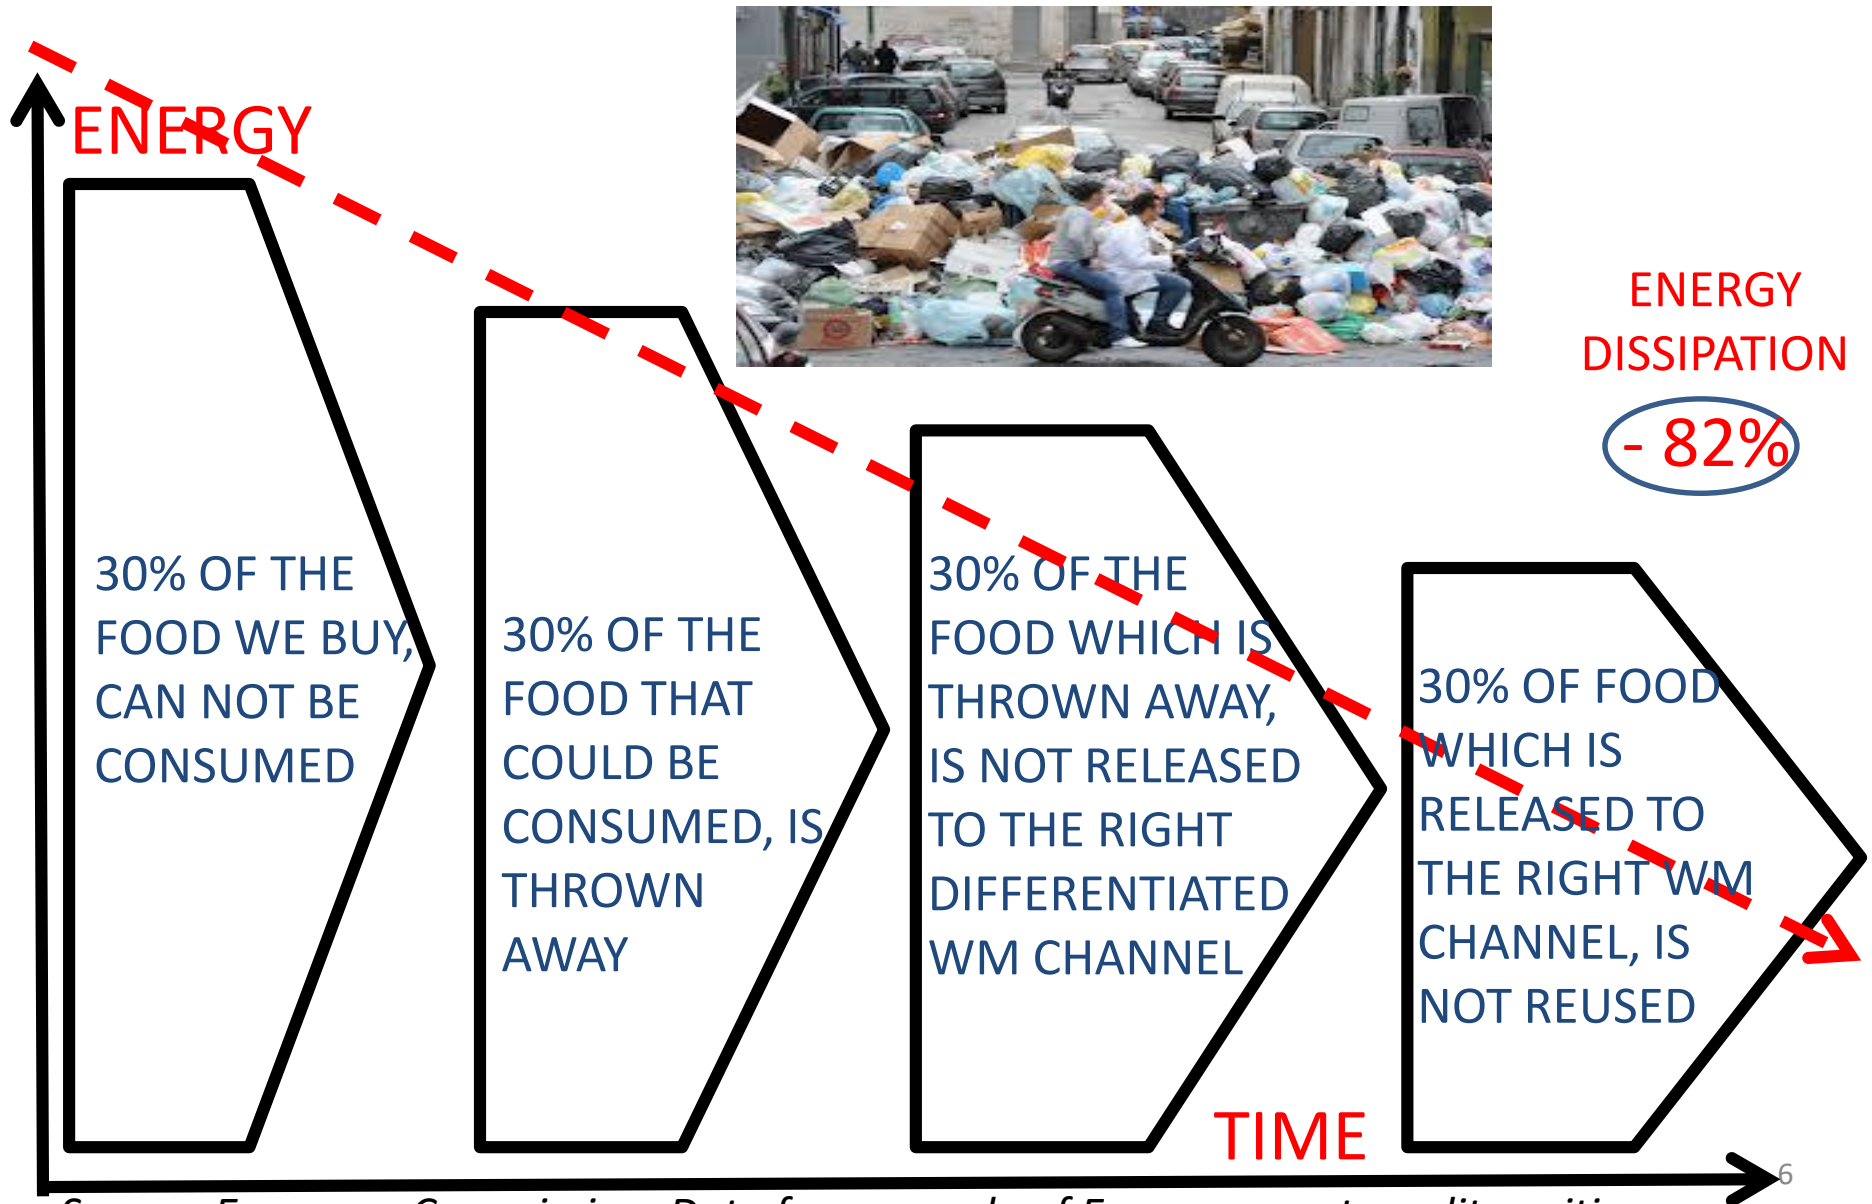 ENERGY
30% OF THE
FOOD WE BUY,
CAN NOT BE
CONSUMED
30% OF THE
FOOD THAT
COULD BE
CONSUMED, IS
THROWN
AWAY
30% OF THE
FOOD WHICH IS
THROWN AWAY,
IS NOT RELEASED
TO THE RIGHT
DIFFERENTIATED
WM CHANNEL
30% OF FOOD
WHICH IS
RELEASED TO
THE RIGHT WM
CHANNEL, IS
NOT REUSED
ENERGY
DISSIPATION
- 82%
TIME
6